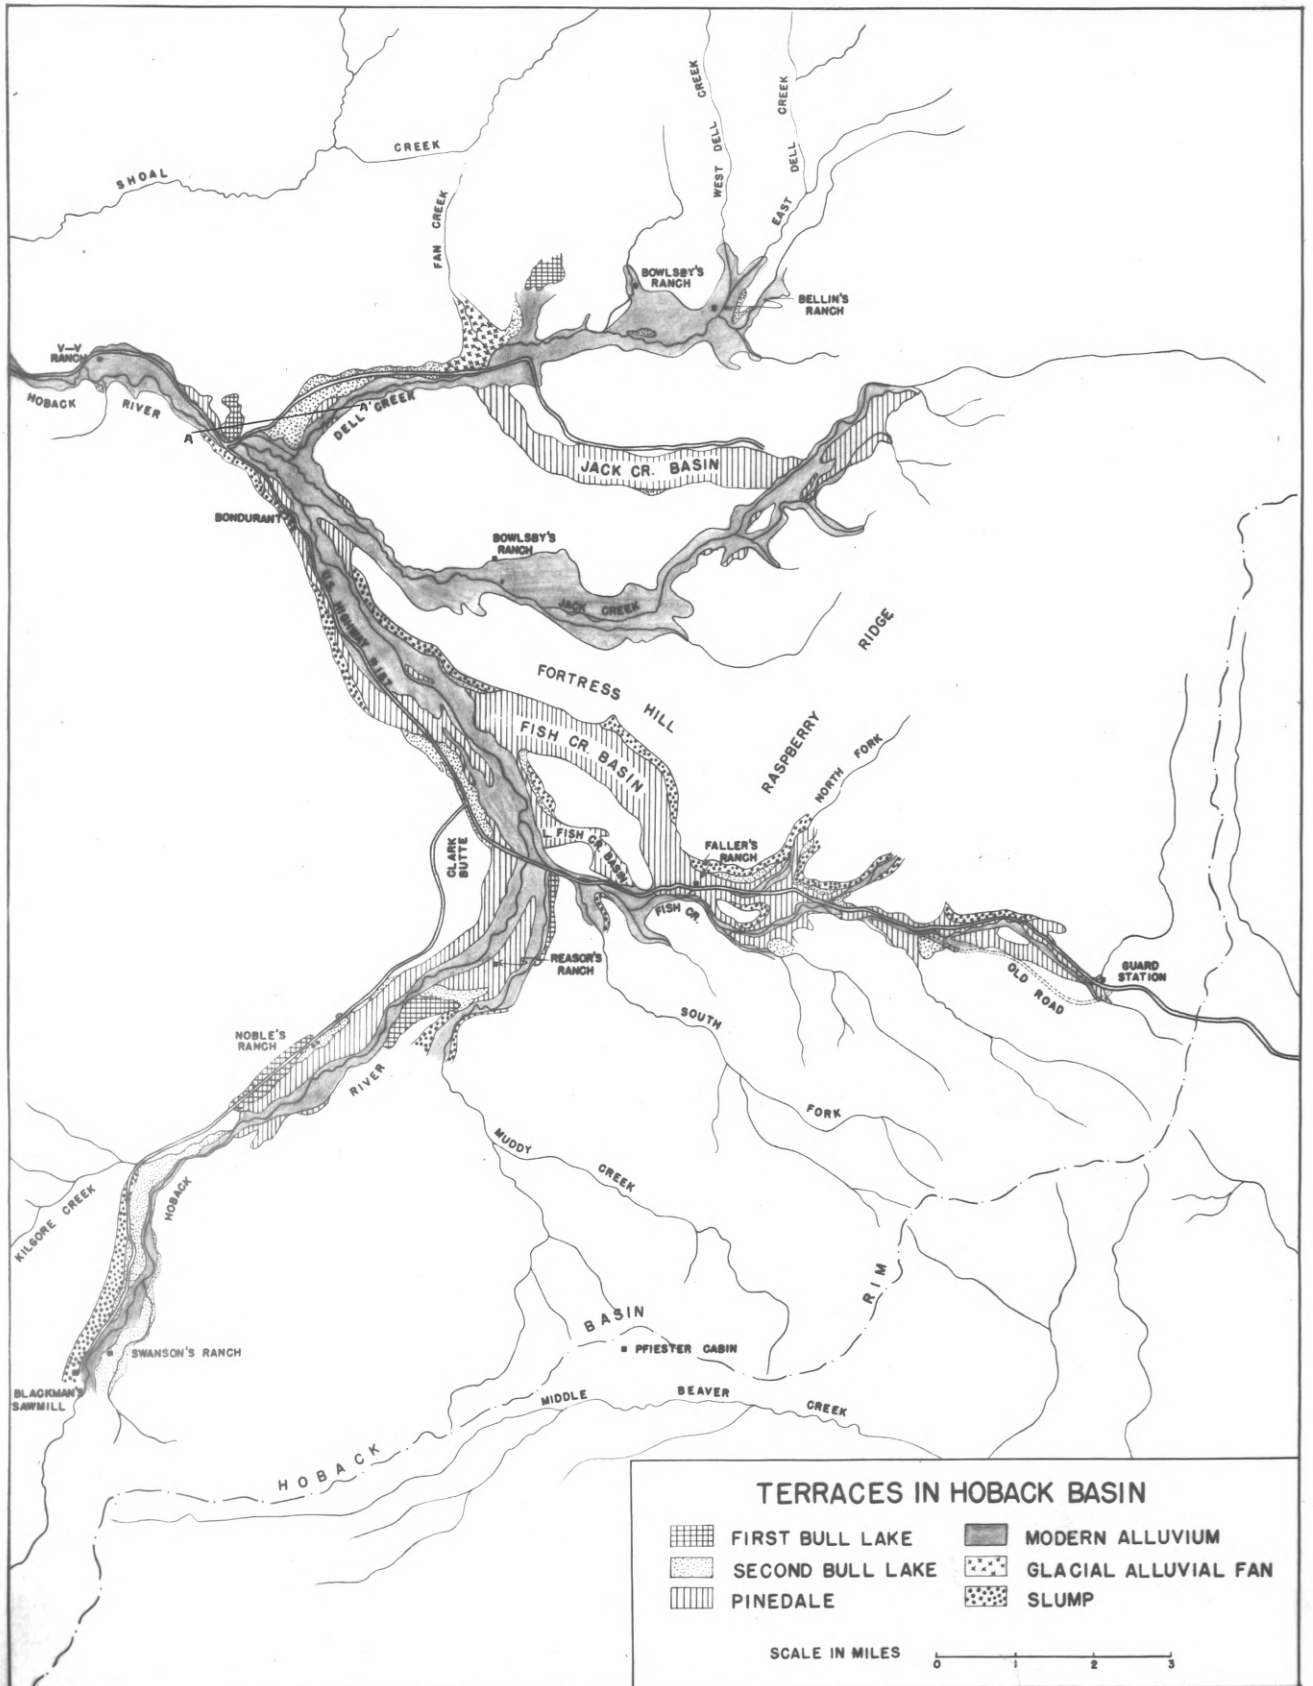 WEST DELL CREEK
DELL CREEK
EAST
SHOAL
CREEK
FAN CREEK
BOWLSBY'S
RANCH
BELLIN'S
RANCH
V—V
RANCH
HOBACK
RIVER
A
A'
DELL CREEK
JACK CR. BASIN
BONDURANT
BOWLSBY'S
RANCH
JACK CREEK
U.S. HIGHWAY N.187
RIDGE
RASPBERRY
FORTRESS
HILL
FISH CR. BASIN
NORTH FORK
CLARK
BUTTE
L. FISH CR. BASIN
FALLER'S
RANCH
FISH CR.
REASOR'S
RANCH
OLD ROAD
GUARD
STATION
NOBLE'S
RANCH
RIVER
SOUTH
FORK
MUDDY
CREEK
KILGORE CREEK
HOBACK
RIM
BASIN
PFIESTER CABIN
SWANSON'S RANCH
BLACKMAN'S
SAWMILL
MIDDLE
BEAVER
CREEK
HOBACK
TERRACES IN HOBACK BASIN
FIRST BULL LAKE
SECOND BULL LAKE
PINEDALE
MODERN ALLUVIUM
GLACIAL ALLUVIAL FAN
SLUMP
SCALE IN MILES
0 1 2 3